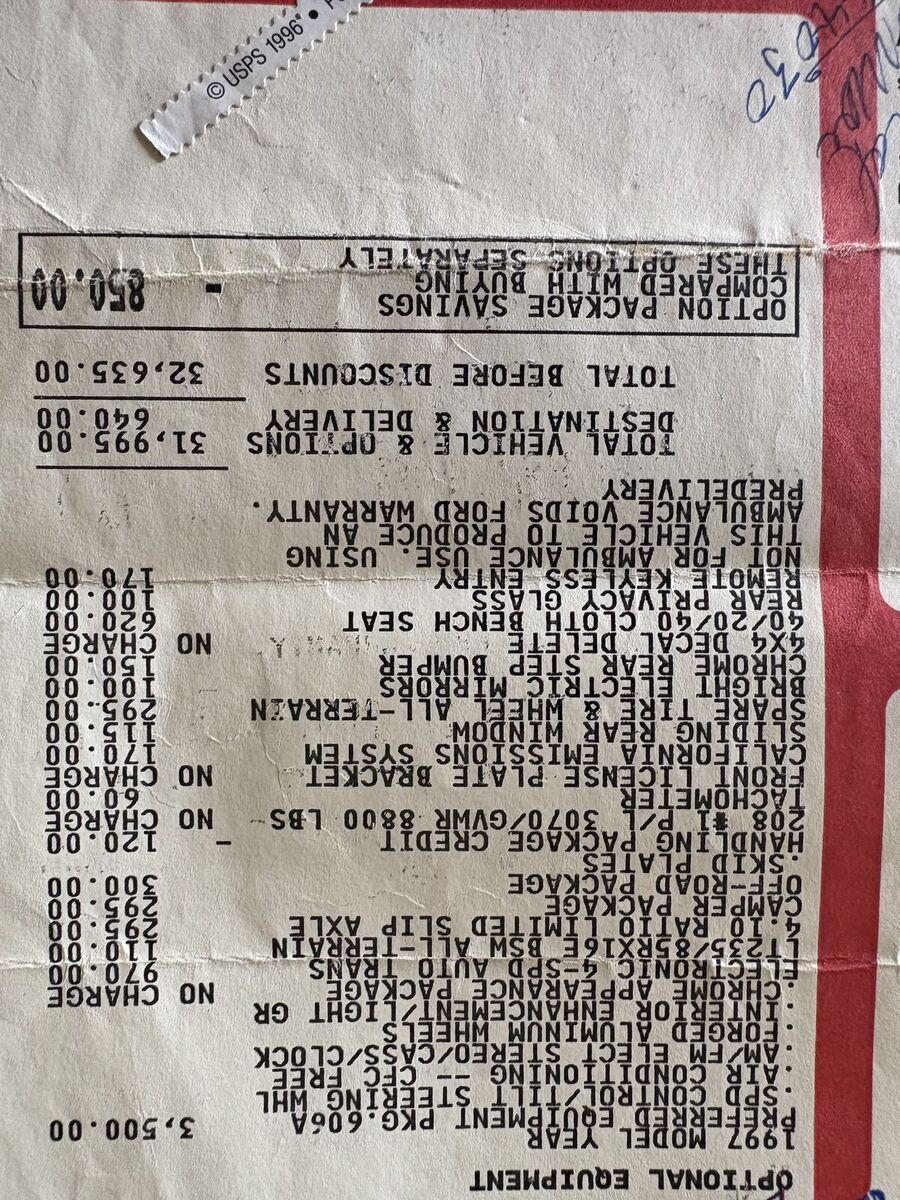 OPTIONAL EQUIPMENT
1997 MODEL YEAR
PREFERRED EQUIPMENT PKG.606A 3,500.00
.SPD CONTROL/TILT STEERING WHL
.AIR CONDITIONING -- CFC FREE
.AM/FM ELECT STEREO/CASS/CLOCK
.FORGED ALUMINUM WHEELS
.INTERIOR ENHANCEMENT/LIGHT GR
.CHROME APPEARANCE PACKAGE NO CHARGE
ELECTRONIC 4-SPD AUTO TRANS 970.00
LT235/85RX16E BSW ALL-TERRAIN 110.00
4.10 RATIO LIMITED SLIP AXLE 295.00
CAMPER PACKAGE 295.00
OFF-ROAD PACKAGE 300.00
.SKID PLATES
HANDLING PACKAGE CREDIT - 120.00
208 #1 P/L 3070/GVWR 8800 LBS NO CHARGE
TACHOMETER 60.00
FRONT LICENSE PLATE BRACKET NO CHARGE
CALIFORNIA EMISSIONS SYSTEM 170.00
SLIDING REAR WINDOW 115.00
SPARE TIRE & WHEEL ALL-TERRAIN 295.00
BRIGHT ELECTRIC MIRRORS 100.00
CHROME REAR STEP BUMPER 150.00
4X4 DECAL DELETE NO CHARGE
40/20/40 CLOTH BENCH SEAT 620.00
REAR PRIVACY GLASS 100.00
REMOTE KEYLESS ENTRY 170.00
NOT FOR AMBULANCE USE. USING
THIS VEHICLE TO PRODUCE AN
AMBULANCE VOIDS FORD WARRANTY.
PREDELIVERY
TOTAL VEHICLE & OPTIONS 31,995.00
DESTINATION & DELIVERY 640.00
TOTAL BEFORE DISCOUNTS 32,635.00
OPTION PACKAGE SAVINGS
COMPARED WITH BUYING - 850.00
THESE OPTIONS SEPARATELY
© USPS 1996